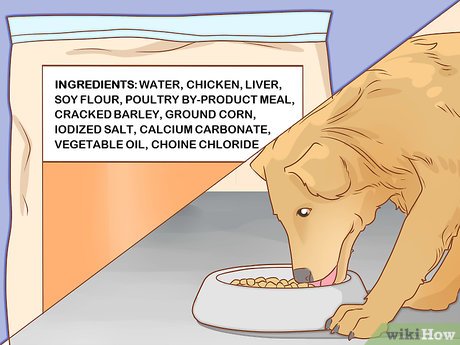 INGREDIENTS: WATER, CHICKEN, LIVER,
SOY FLOUR, POULTRY BY-PRODUCT MEAL,
CRACKED BARLEY, GROUND CORN,
IODIZED SALT, CALCIUM CARBONATE,
VEGETABLE OIL, CHOINE CHLORIDE
wikiHow